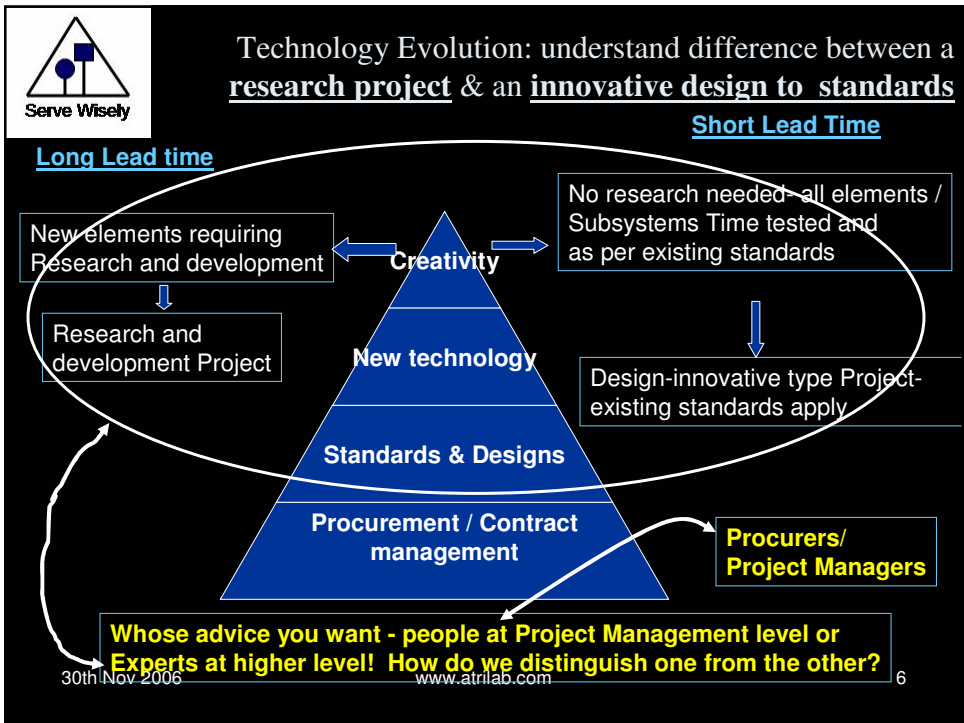 Serve Wisely
Technology Evolution: understand difference between a
research project & an innovative design to standards
Short Lead Time
Long Lead time
No research needed- all elements /
Subsystems Time tested and
as per existing standards
New elements requiring
Research and development
Creativity
Research and
development Project
New technology
Design-innovative type Project-
existing standards apply
Standards & Designs
Procurement / Contract
management
Procurers/
Project Managers
Whose advice you want - people at Project Management level or
Experts at higher level! How do we distinguish one from the other?
30th Nov 2006
www.atrilab.com
6